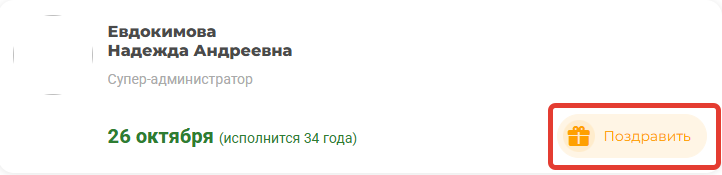 Евдокимова
Надежда Андреевна
Супер-администратор
26 октября (исполнится 34 года)
Поздравить